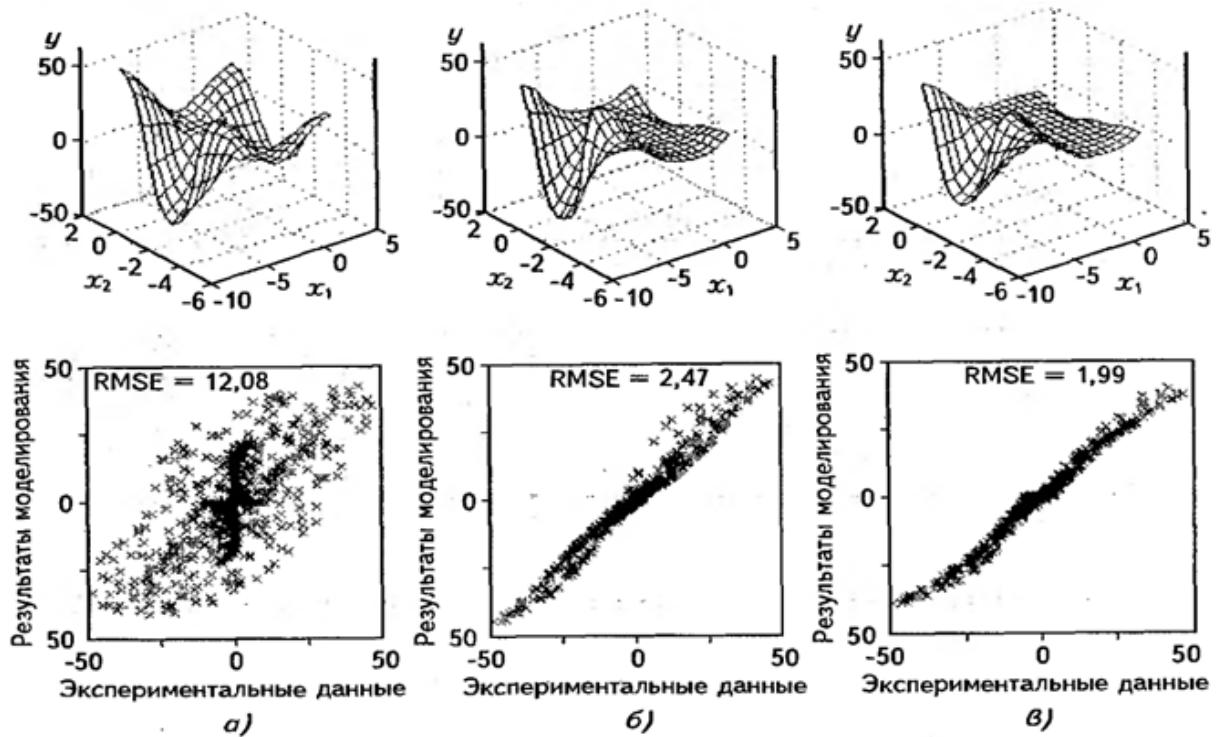 y
50
0
-50
2
0
-2
-4
-6
x₂
-10
-5
0
5
x₁
y
50
0
-50
2
0
-2
-4
-6
x₂
-10
-5
0
5
x₁
y
50
0
-50
2
0
-2
-4
-6
x₂
-10
-5
0
5
x₁
Результаты моделирования
50
0
50
RMSE = 12,08
-50
0
50
Экспериментальные данные
а)
Результаты моделирования
50
0
50
RMSE = 2,47
-50
0
50
Экспериментальные данные
б)
Результаты моделирования
50
0
50
RMSE = 1,99
-50
0
50
Экспериментальные данные
в)